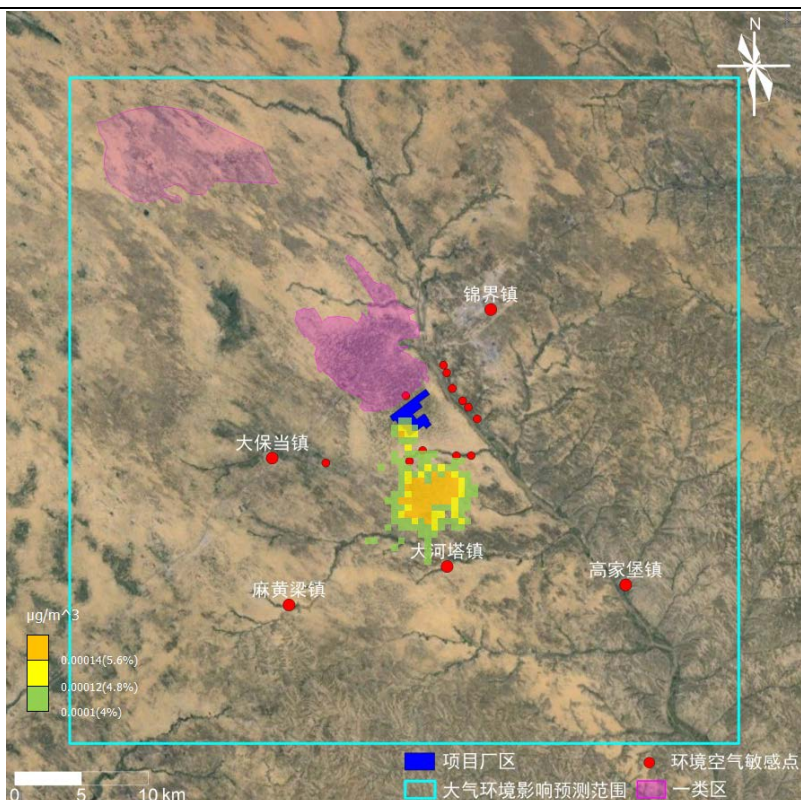 N
锦界镇
大保当镇
大河塔镇
高家堡镇
麻黄梁镇
μg/m^3
0.00014(5.6%)
0.00012(4.8%)
0.0001(4%)
项目厂区
环境空气敏感点
0 5 10 km
大气环境影响预测范围
一类区